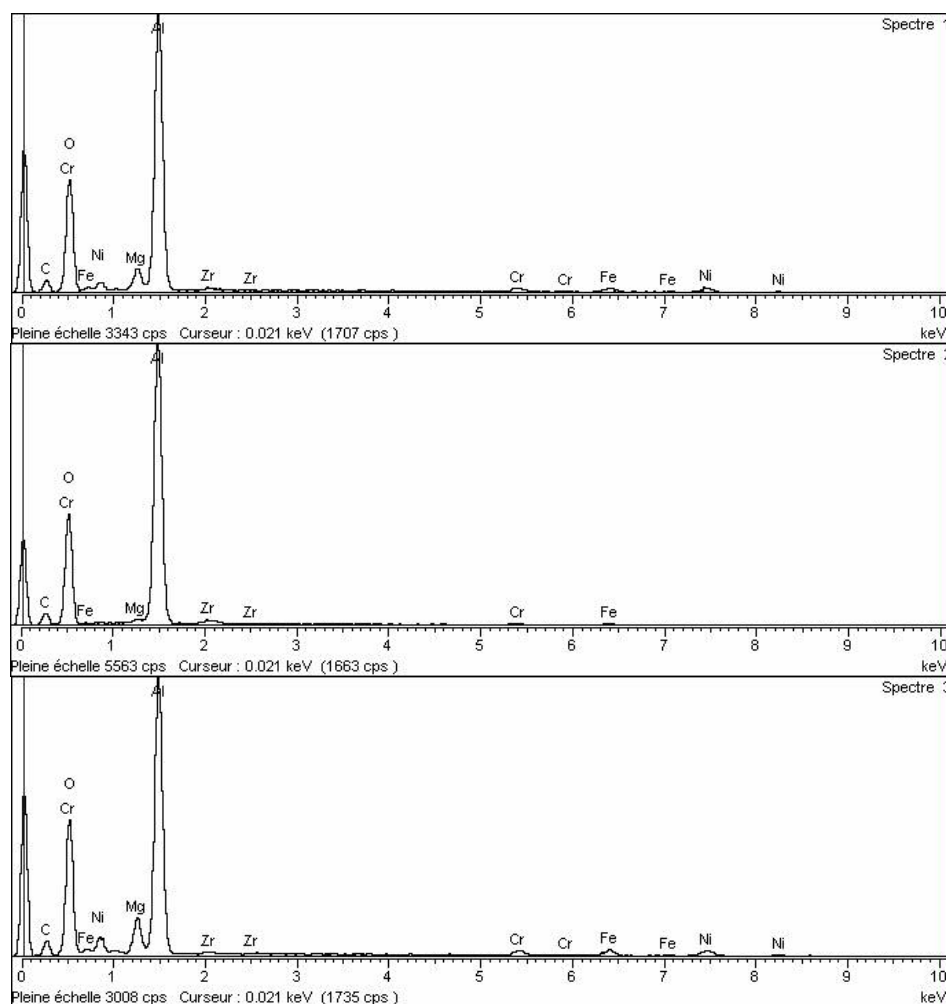 Spectre 1
Al
O
Cr
C Fe Ni Mg Zr Zr Cr Cr Fe Fe Ni Ni
0 1 2 3 4 5 6 7 8 9 10
Pleine échelle 3343 cps Curseur : 0.021 keV (1707 cps ) keV
Spectre
Al
O
Cr
C Fe Mg Zr Zr Cr Fe
0 1 2 3 4 5 6 7 8 9 10
Pleine échelle 5563 cps Curseur : 0.021 keV (1663 cps ) keV
Spectre 3
Al
O
Cr
C Fe Ni Mg Zr Zr Cr Cr Fe Fe Ni Ni
0 1 2 3 4 5 6 7 8 9 10
Pleine échelle 3008 cps Curseur : 0.021 keV (1735 cps ) keV